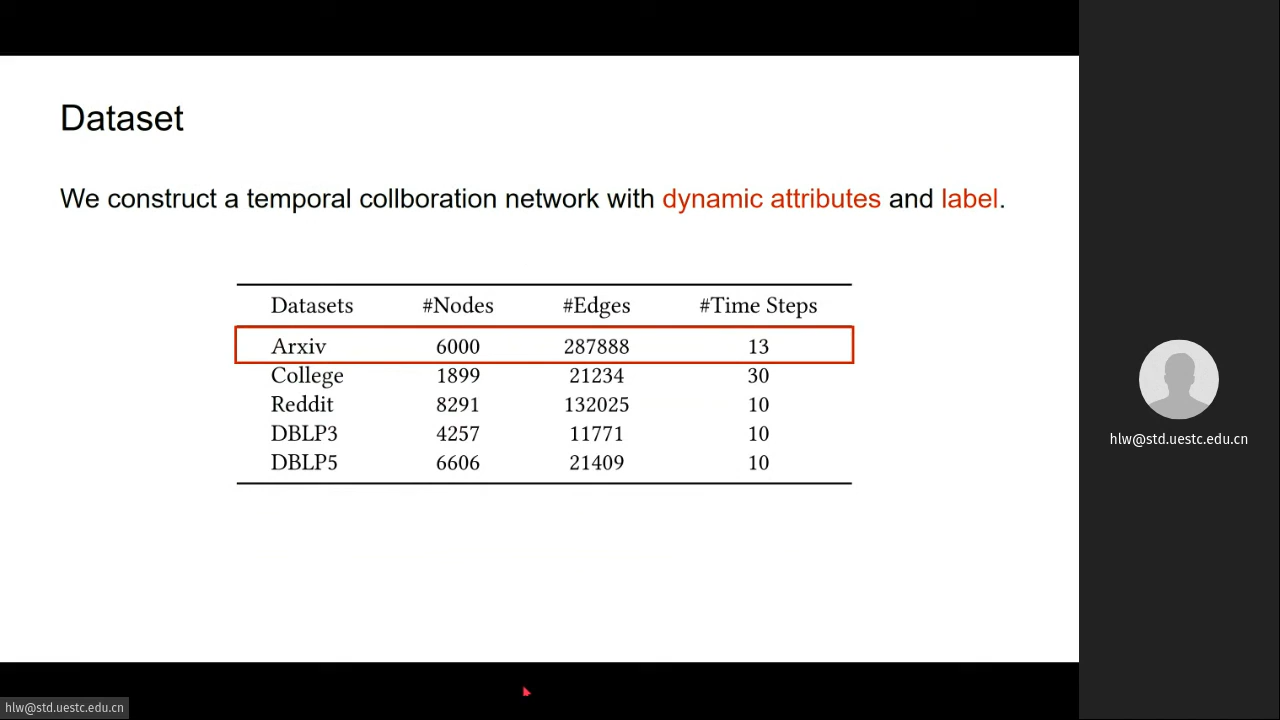 Dataset
We construct a temporal collboration network with dynamic attributes and label.
Datasets #Nodes #Edges #Time Steps
Arxiv 6000 287888 13
College 1899 21234 30
Reddit 8291 132025 10
DBLP3 4257 11771 10
DBLP5 6606 21409 10
hlw@std.uestc.edu.cn
hlw@std.uestc.edu.cn